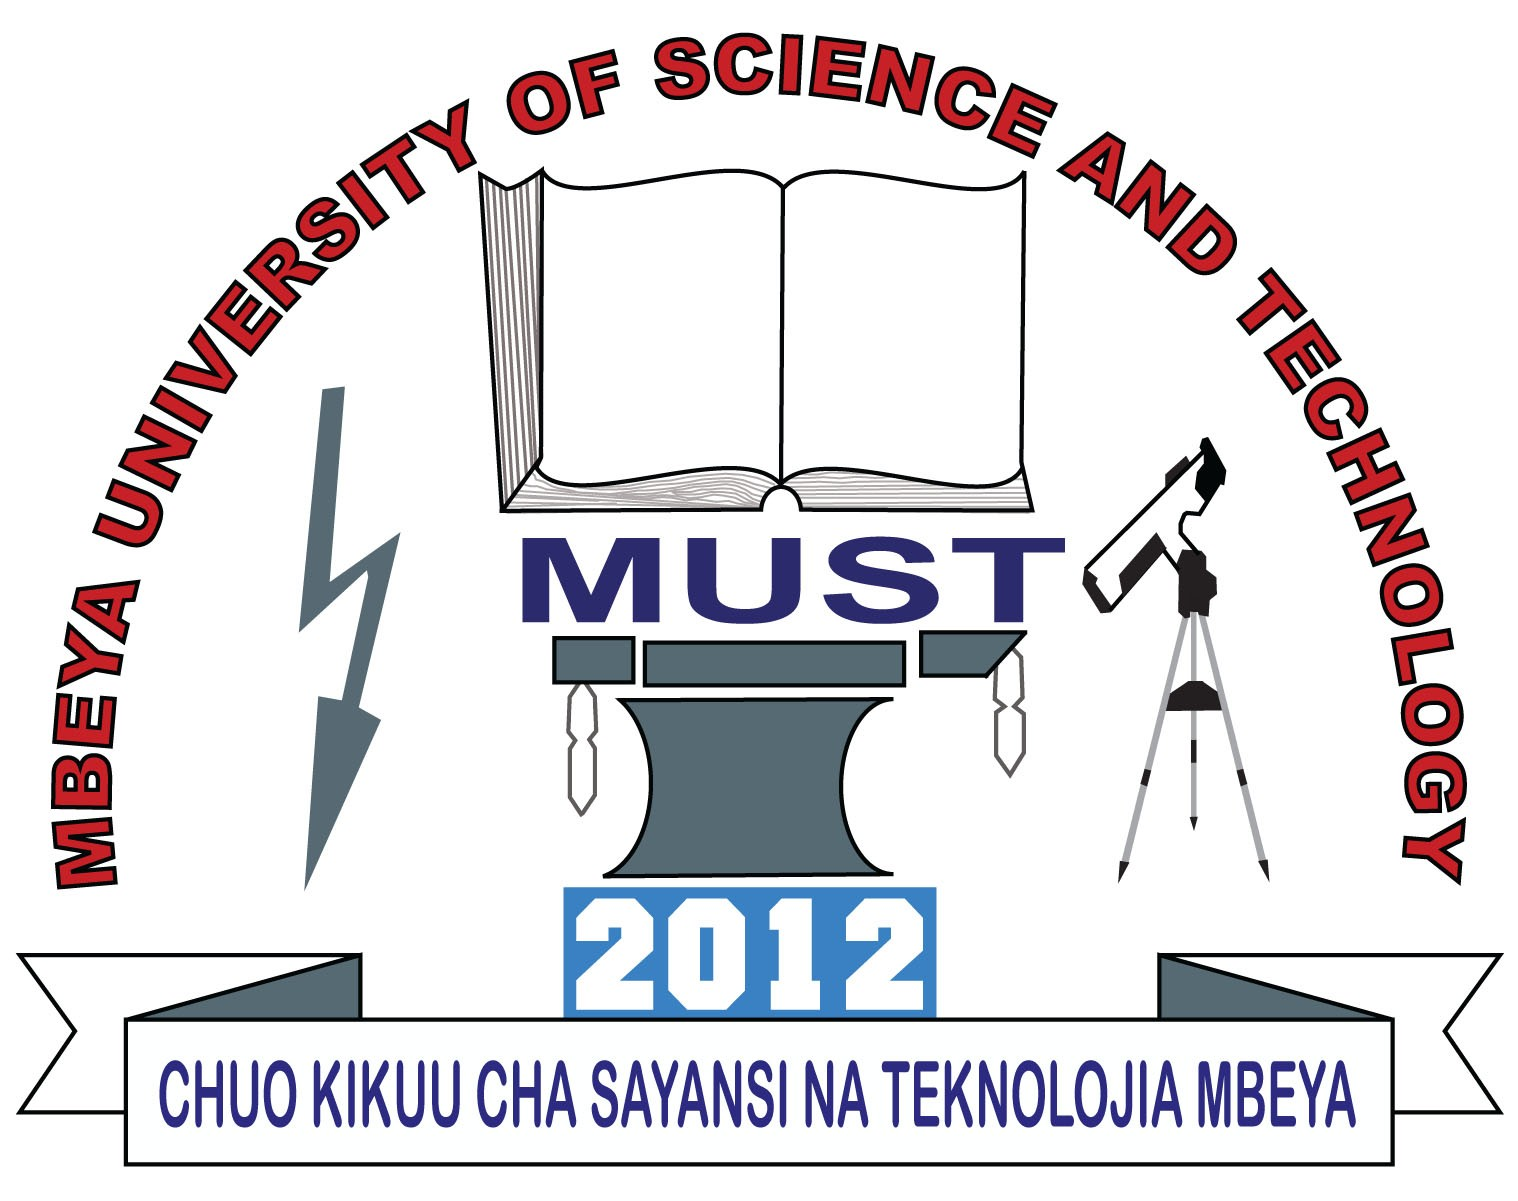 MBEYA UNIVERSITY OF SCIENCE AND TECHNOLOGY
MUST
2012
CHUO KIKUU CHA SAYANSI NA TEKNOLOJIA MBEYA